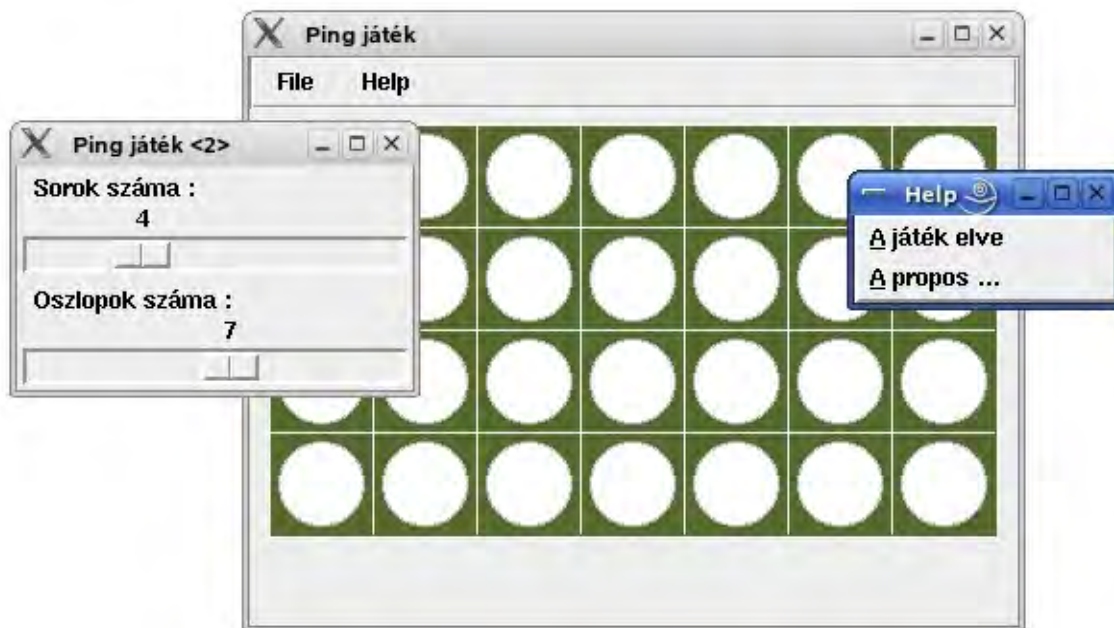 Ping játék
File Help
Ping játék <2>
Sorok száma :
4
Oszlopok száma :
7
Help
A játék elve
A propos ...